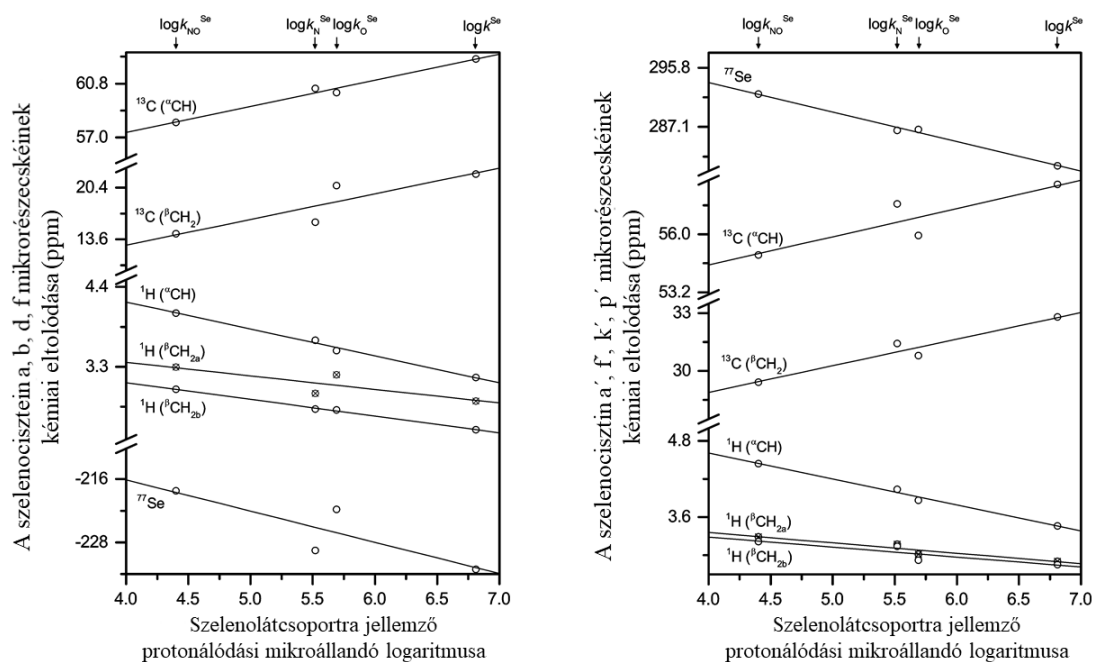 logk_NO^Se logk_N^Se logk_O^Se logk^Se
A szelenocisztein a, b, d, f mikrorészecskéinek
kémiai eltolódása (ppm)
60.8
¹³C (ᵅCH)
57.0
20.4
¹³C (ᵝCH₂)
13.6
4.4
¹H (ᵅCH)
¹H (ᵝCH₂ₐ)
3.3
¹H (ᵝCH₂b)
-216
⁷⁷Se
-228
4.0 4.5 5.0 5.5 6.0 6.5 7.0
Szelenolátcsoportra jellemző
protonálódási mikroállandó logaritmusa
logk_NO^Se logk_N^Se logk_O^Se logk^Se
A szelenocisztin a´, f´, k´, p´ mikrorészecskéinek
kémiai eltolódása (ppm)
295.8
⁷⁷Se
287.1
¹³C (ᵅCH)
56.0
53.2
33
¹³C (ᵝCH₂)
30
4.8
¹H (ᵅCH)
3.6
¹H (ᵝCH₂ₐ)
¹H (ᵝCH₂b)
4.0 4.5 5.0 5.5 6.0 6.5 7.0
Szelenolátcsoportra jellemző
protonálódási mikroállandó logaritmusa